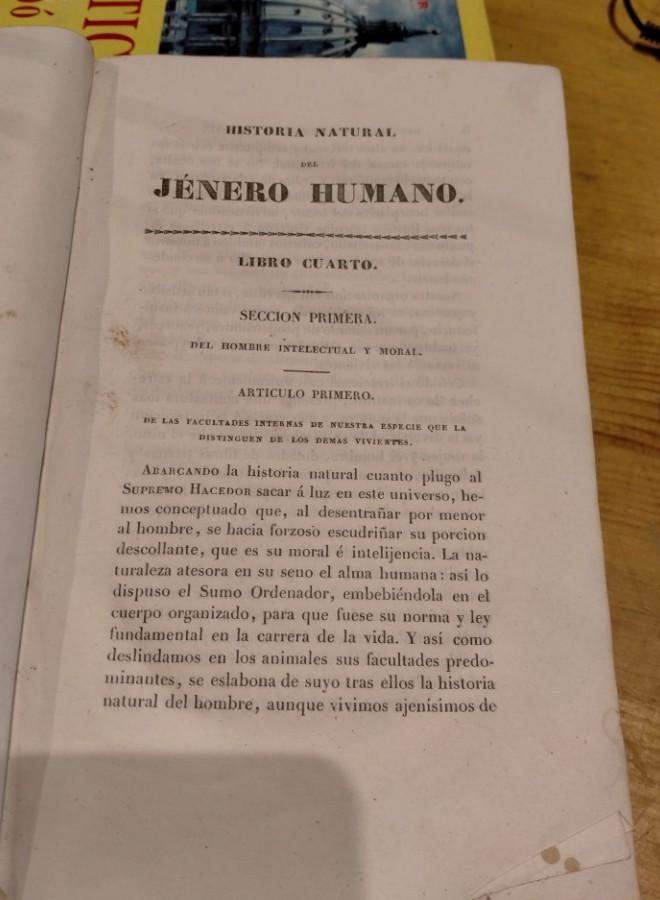 TIC
HISTORIA NATURAL
DEL
JÉNERO HUMANO.
LIBRO CUARTO.
SECCION PRIMERA.
DEL HOMBRE INTELECTUAL Y MORAL.
ARTICULO PRIMERO.
DE LAS FACULTADES INTERNAS DE NUESTRA ESPECIE QUE LA
DISTINGUEN DE LOS DEMAS VIVIENTES.
ABARCANDO la historia natural cuanto plugo al
SUPREMO HACEDOR sacar á luz en este universo, he-
mos conceptuado que, al desentrañar por menor
al hombre, se hacia forzoso escudriñar su porcion
descollante, que es su moral é intelijencia. La na-
turaleza atesora en su seno el alma humana: así lo
dispuso el Sumo Ordenador, embebiéndola en el
cuerpo organizado, para que fuese su norma y ley
fundamental en la carrera de la vida. Y así como
deslindamos en los animales sus facultades predo-
minantes, se eslabona de suyo tras ellos la historia
natural del hombre, aunque vivimos ajenísimos de